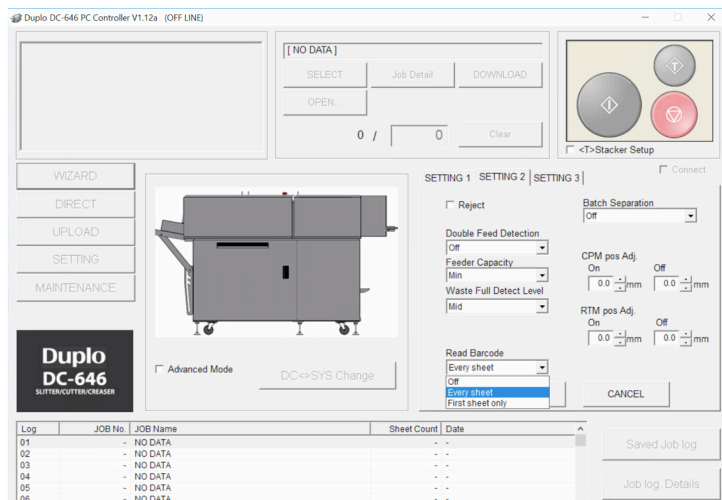 Duplo DC-646 PC Controller V1.12a (OFF LINE)
[ NO DATA ]
SELECT Job Detail DOWNLOAD
OPEN...
0 / 0 Clear
<T>Stacker Setup
Connect
WIZARD
DIRECT
UPLOAD
SETTING
MAINTENANCE
Duplo
DC-646
SLITTER/CUTTER/CREASER
Advanced Mode
DC<>SYS Change
SETTING 1 SETTING 2 SETTING 3
Reject
Double Feed Detection
Off
Feeder Capacity
Min
Waste Full Detect Level
Mid
Read Barcode
Every sheet
Off
Every sheet
First sheet only
Batch Separation
Off
CPM pos Adj.
On Off
0.0 mm 0.0 mm
RTM pos Adj.
On Off
0.0 mm 0.0 mm
CANCEL
Log JOB No. JOB Name Sheet Count Date
01 - NO DATA - -
02 - NO DATA - -
03 - NO DATA - -
04 - NO DATA - -
05 - NO DATA - -
06 - NO DATA - -
Saved Job log
Job log. Details